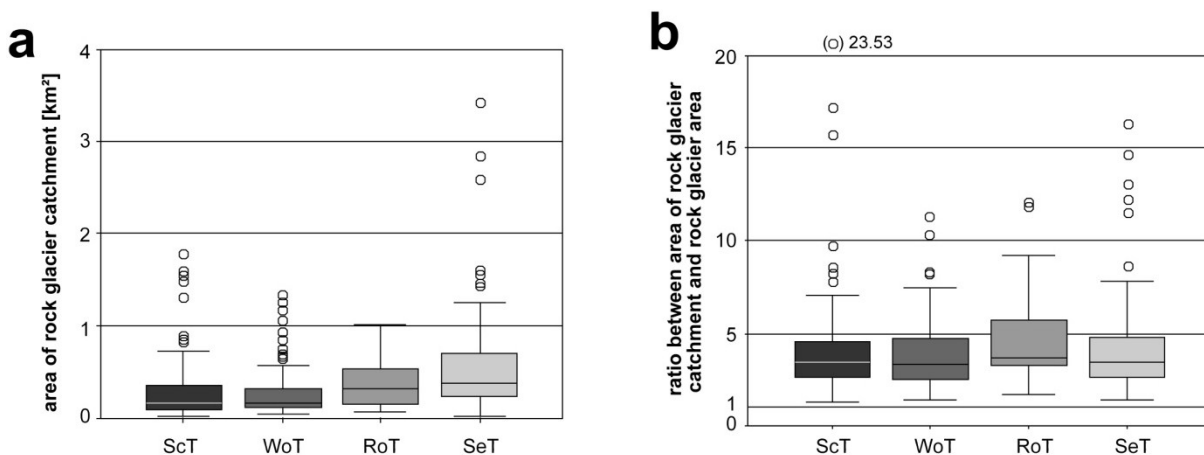 a
area of rock glacier catchment [km²]
4
3
2
1
0
ScT
WoT
RoT
SeT
b
ratio between area of rock glacier
catchment and rock glacier area
(○) 23.53
20
15
10
5
1
0
ScT
WoT
RoT
SeT